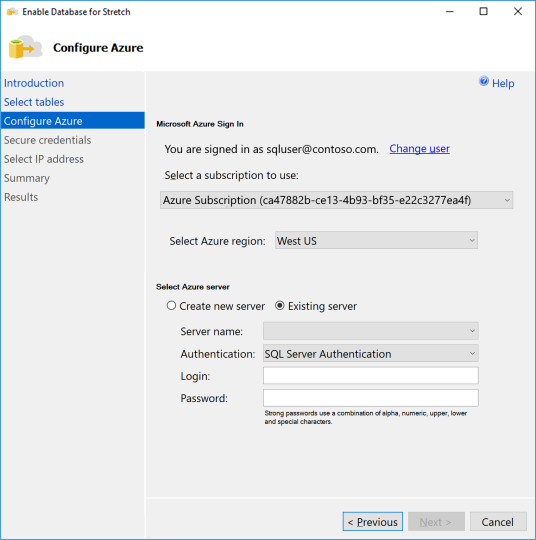 Enable Database for Stretch
Configure Azure
Introduction
Select tables
Configure Azure
Secure credentials
Select IP address
Summary
Results
Help
Microsoft Azure Sign In
You are signed in as sqluser@contoso.com. Change user
Select a subscription to use:
Azure Subscription (ca47882b-ce13-4b93-bf35-e22c3277ea4f)
Select Azure region: West US
Select Azure server
Create new server Existing server
Server name:
Authentication: SQL Server Authentication
Login:
Password:
Strong passwords use a combination of alpha, numeric, upper, lower
and special characters.
< Previous Next > Cancel